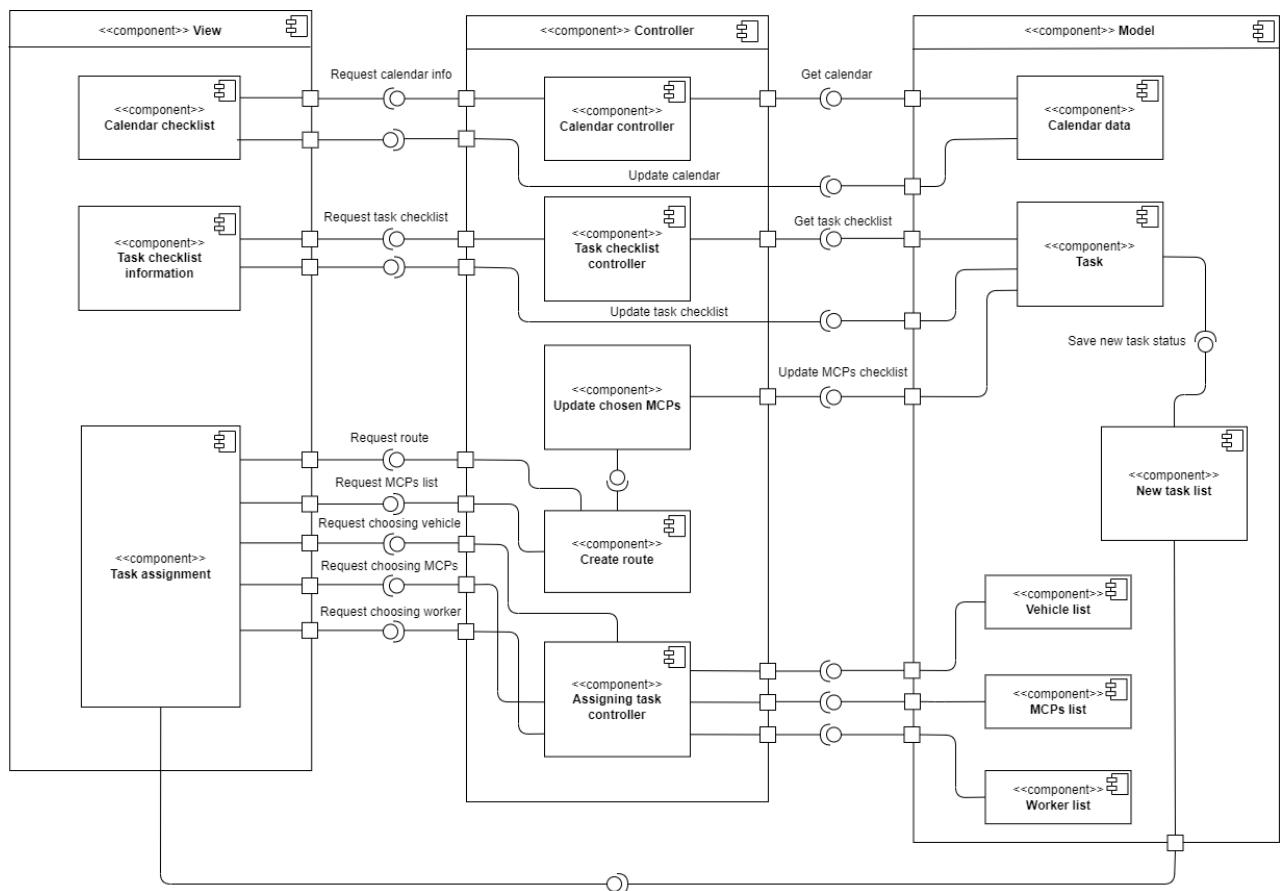 <<component>> View
<<component>> Controller
<<component>> Model
Request calendar info
Get calendar
<<component>>
Calendar checklist
<<component>>
Calendar controller
<<component>>
Calendar data
Update calendar
Request task checklist
Get task checklist
<<component>>
Task checklist
information
<<component>>
Task checklist
controller
<<component>>
Task
Update task checklist
Save new task status
Update MCPs checklist
<<component>>
Update chosen MCPs
Request route
Request MCPs list
Request choosing vehicle
Request choosing MCPs
Request choosing worker
<<component>>
Task assignment
<<component>>
Create route
<<component>>
New task list
<<component>>
Assigning task
controller
<<component>>
Vehicle list
<<component>>
MCPs list
<<component>>
Worker list